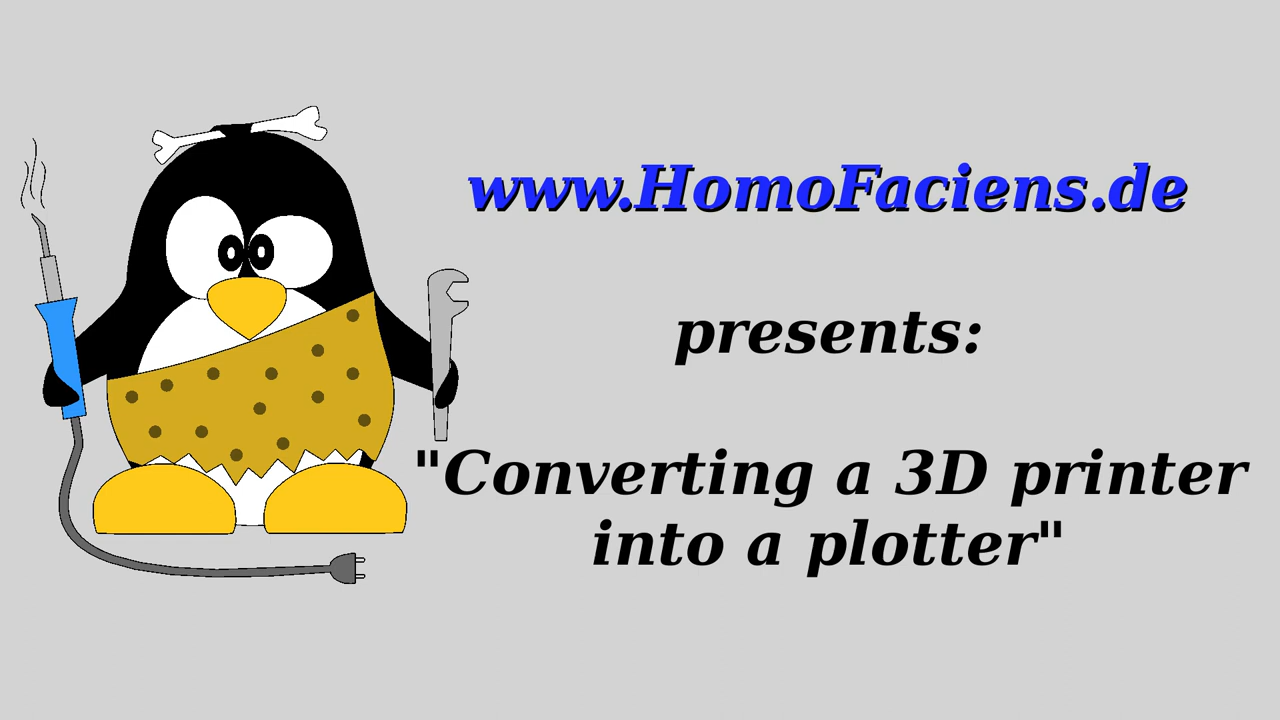 www.HomoFaciens.de
presents:
"Converting a 3D printer
into a plotter"